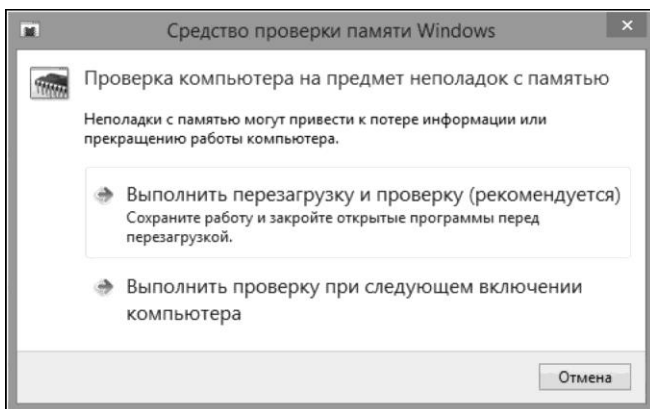 Средство проверки памяти Windows
Проверка компьютера на предмет неполадок с памятью
Неполадки с памятью могут привести к потере информации или
прекращению работы компьютера.
Выполнить перезагрузку и проверку (рекомендуется)
Сохраните работу и закройте открытые программы перед
перезагрузкой.
Выполнить проверку при следующем включении
компьютера
Отмена